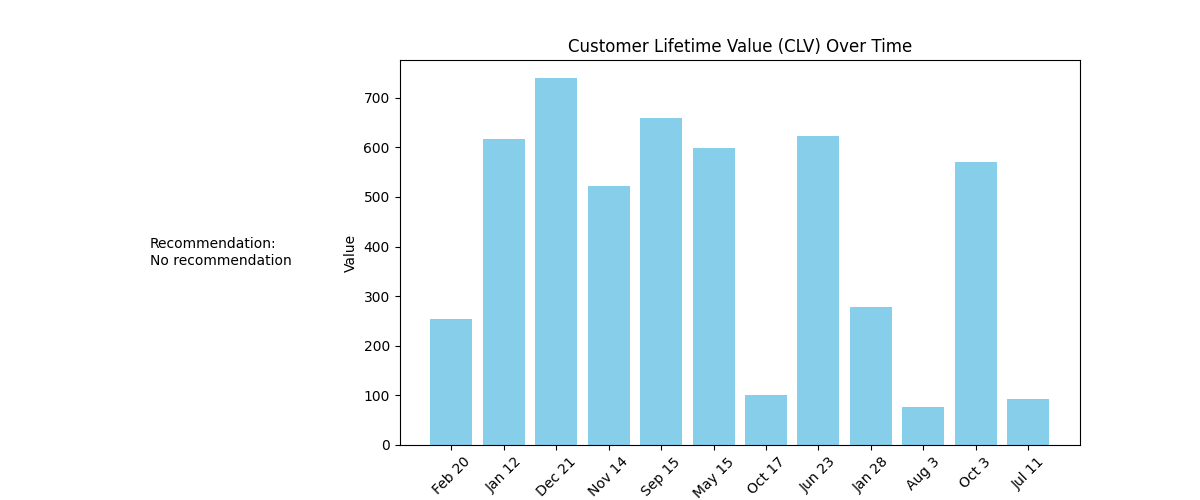 Customer Lifetime Value (CLV) Over Time
Recommendation:
No recommendation
Value
700
600
500
400
300
200
100
0
Feb 20
Jan 12
Dec 21
Nov 14
Sep 15
May 15
Oct 17
Jun 23
Jan 28
Aug 3
Oct 3
Jul 11